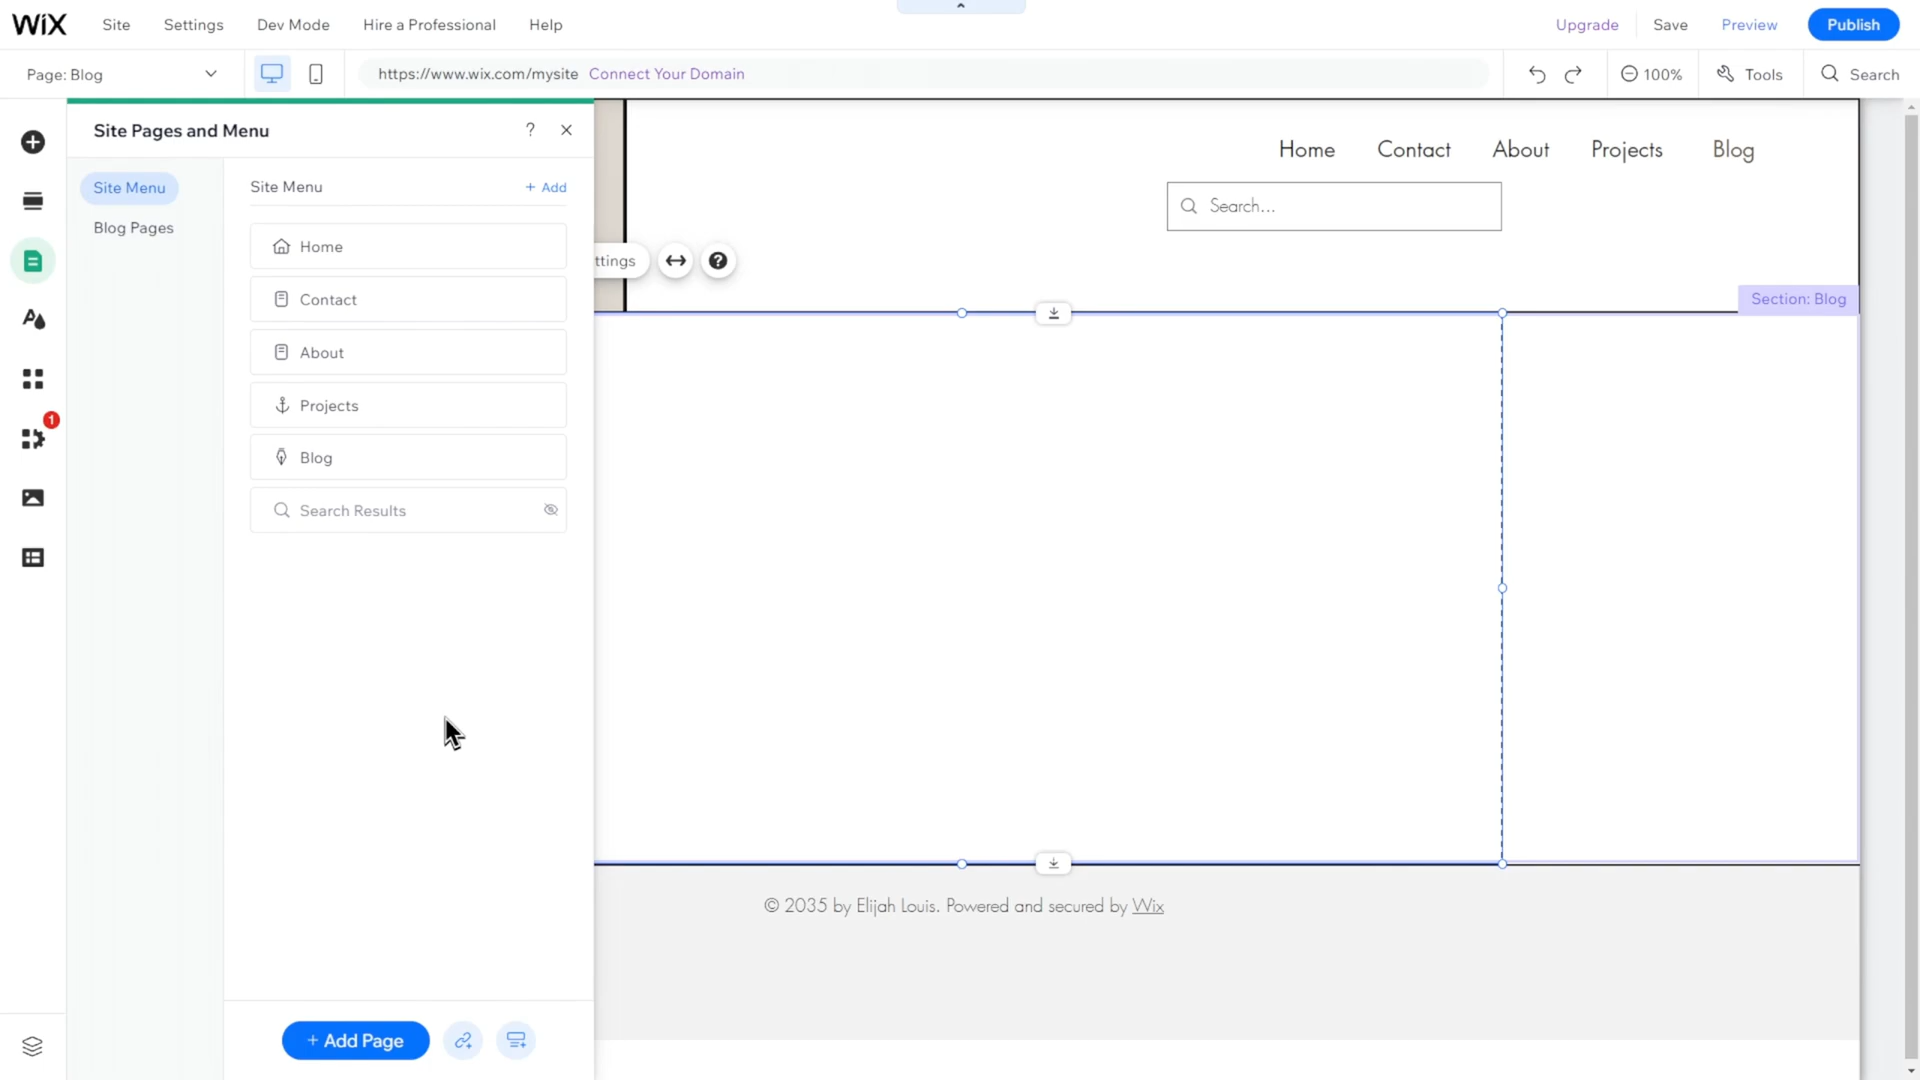 WIX Site Settings Dev Mode Hire a Professional Help Upgrade Save Preview Publish
Page: Blog https://www.wix.com/mysite Connect Your Domain 100% Tools Search
Site Pages and Menu ? ×
Site Menu
Blog Pages
Site Menu + Add
Home
Contact
About
Projects
Blog
Search Results
+ Add Page
1
Home Contact About Projects Blog
Search...
ttings ?
Section: Blog
© 2035 by Elijah Louis. Powered and secured by Wix